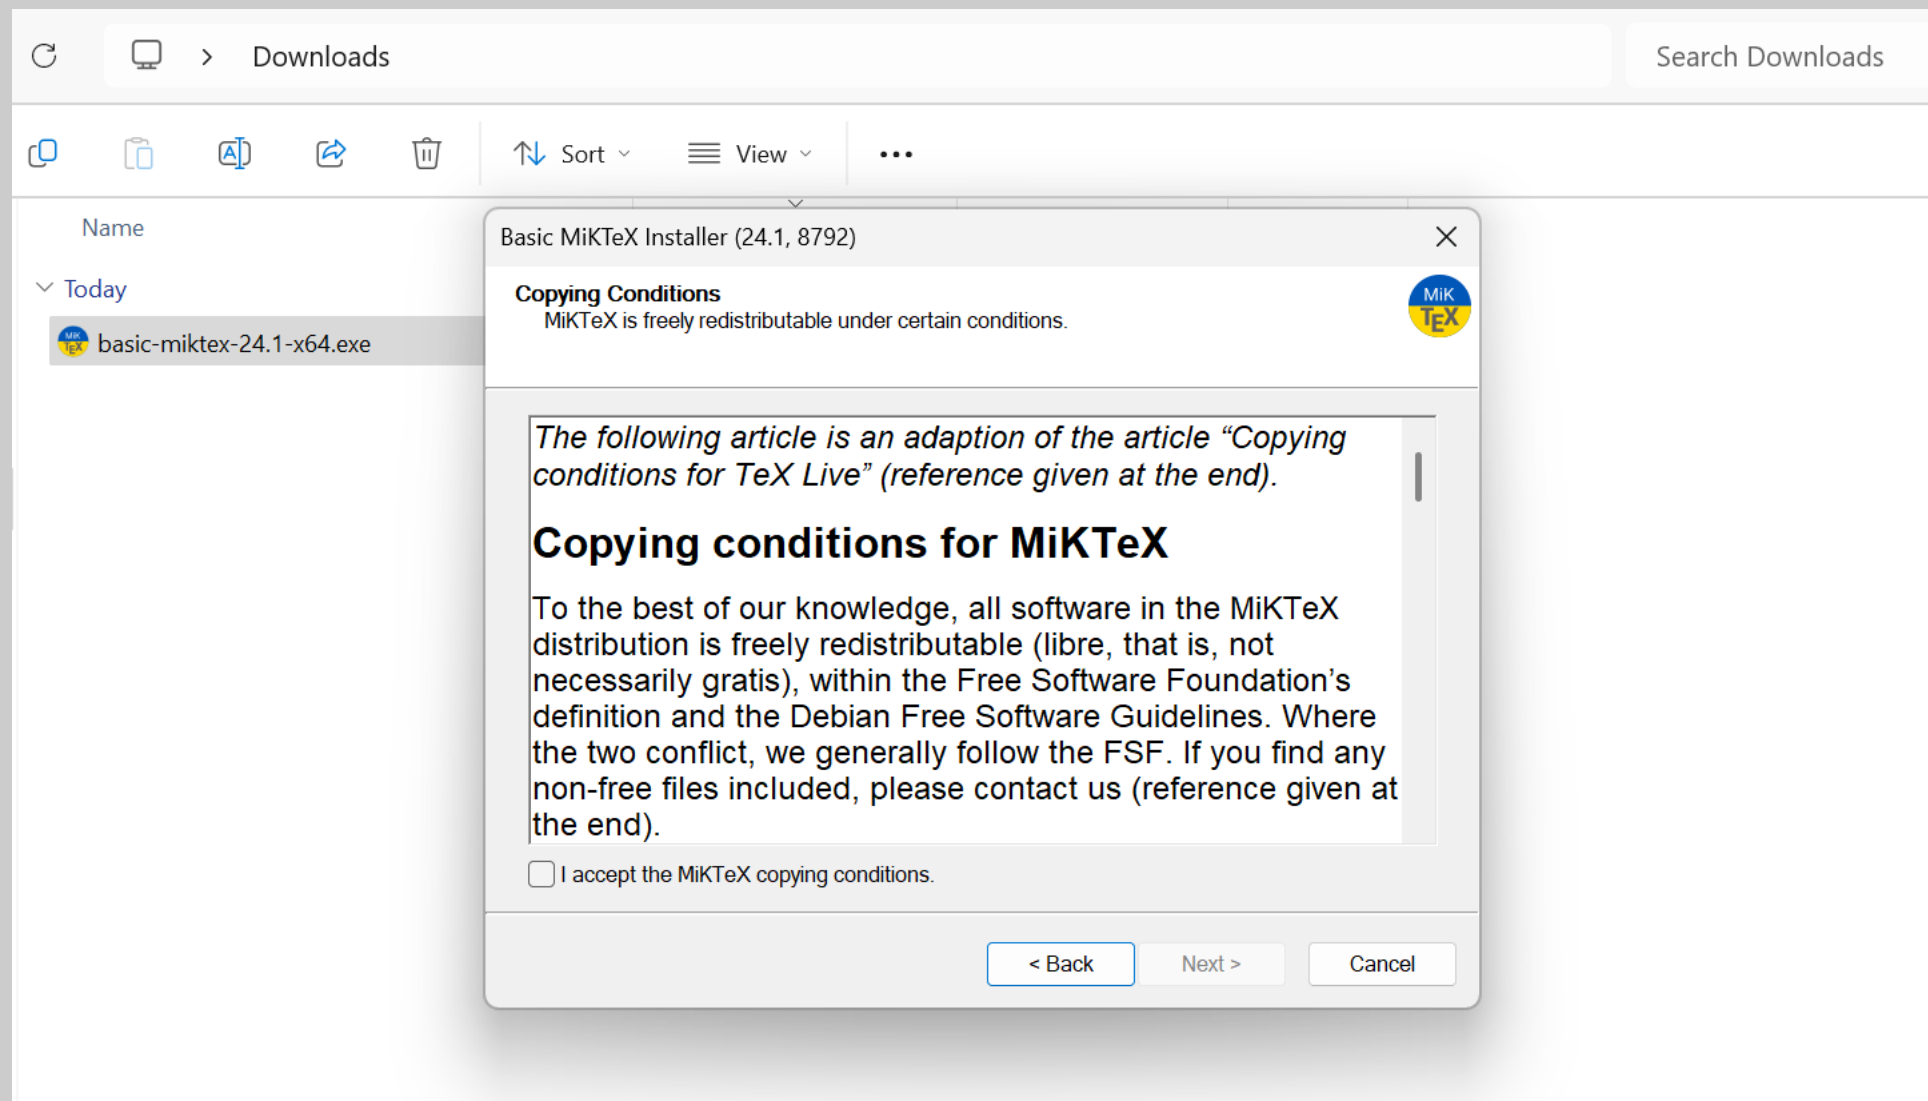 Downloads
Search Downloads
Sort
View
Name
Today
MiK
TEX
basic-miktex-24.1-x64.exe
Basic MiKTeX Installer (24.1, 8792)
Copying Conditions
MiKTeX is freely redistributable under certain conditions.
MiK
TEX
The following article is an adaption of the article “Copying
conditions for TeX Live” (reference given at the end).
Copying conditions for MiKTeX
To the best of our knowledge, all software in the MiKTeX
distribution is freely redistributable (libre, that is, not
necessarily gratis), within the Free Software Foundation’s
definition and the Debian Free Software Guidelines. Where
the two conflict, we generally follow the FSF. If you find any
non-free files included, please contact us (reference given at
the end).
I accept the MiKTeX copying conditions.
< Back
Next >
Cancel